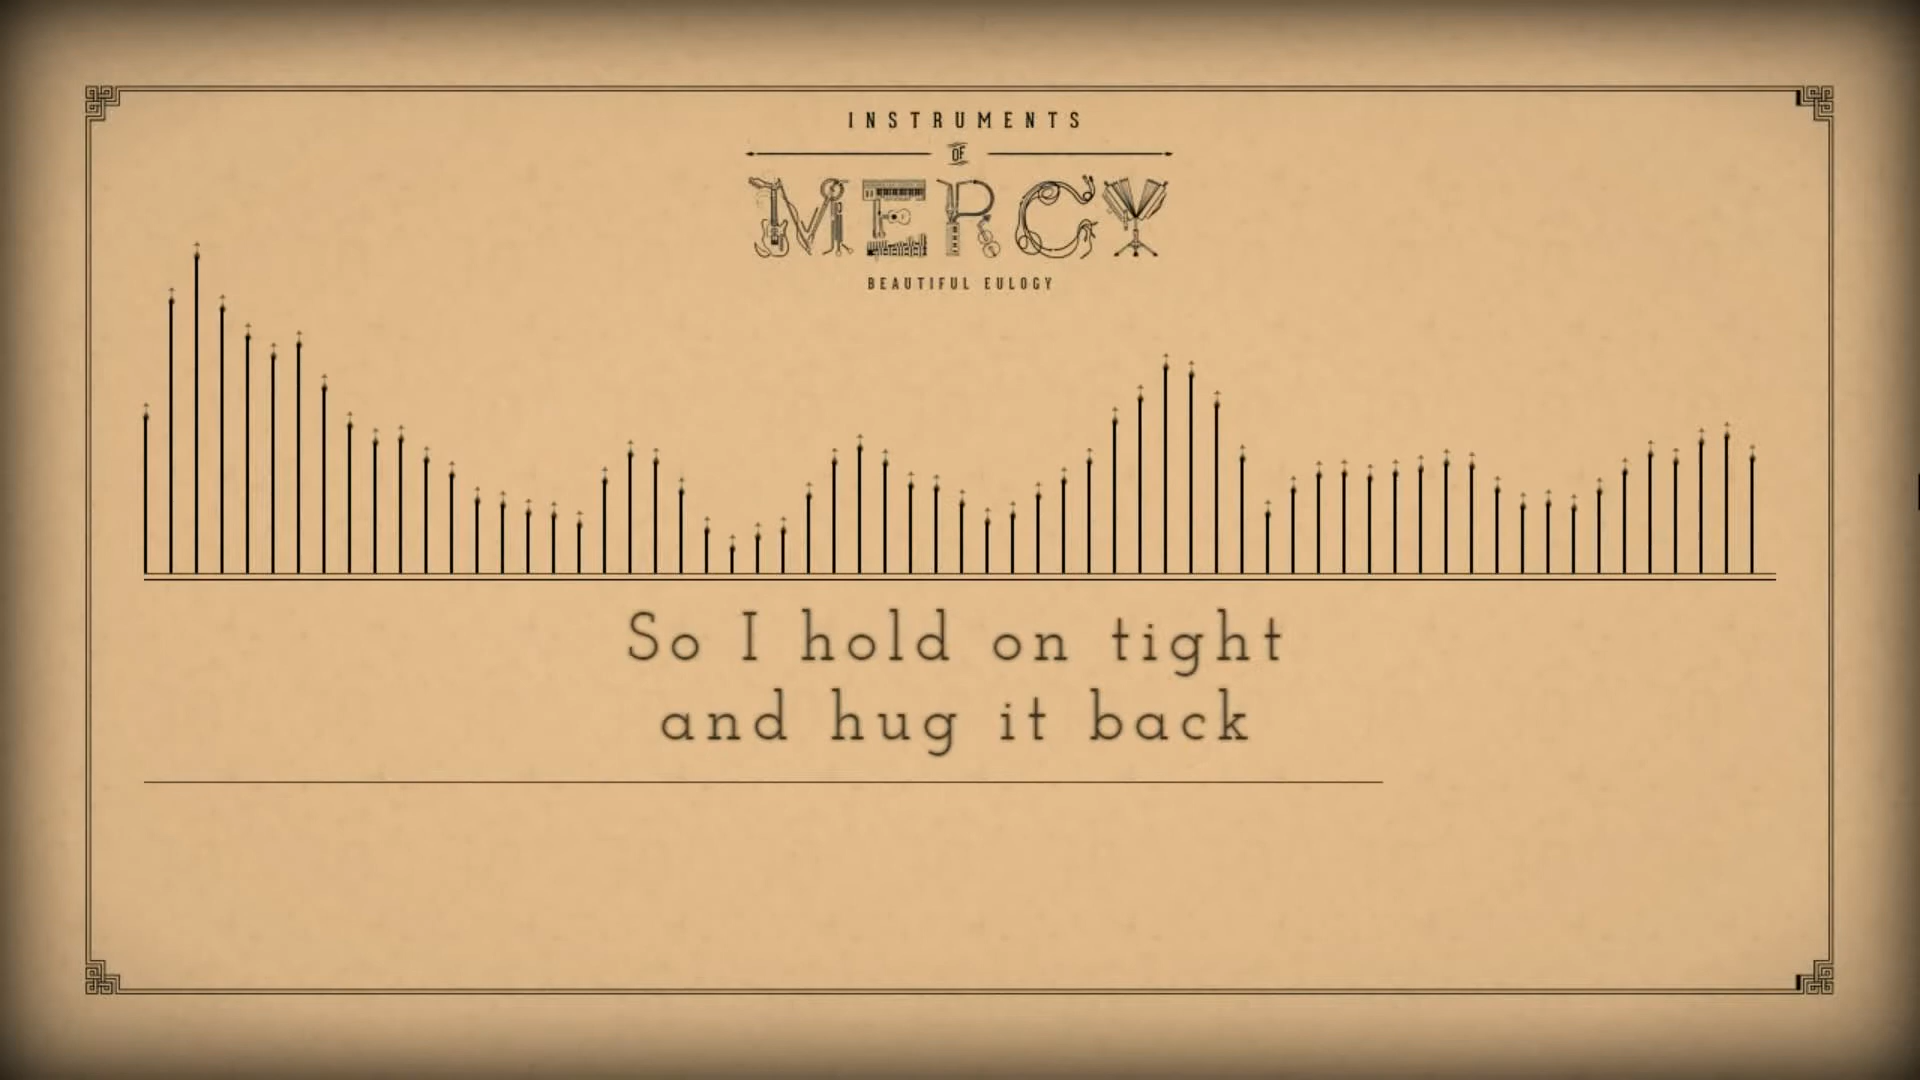 INSTRUMENTS
OF
MERCY
BEAUTIFUL EULOGY
So I hold on tight
and hug it back